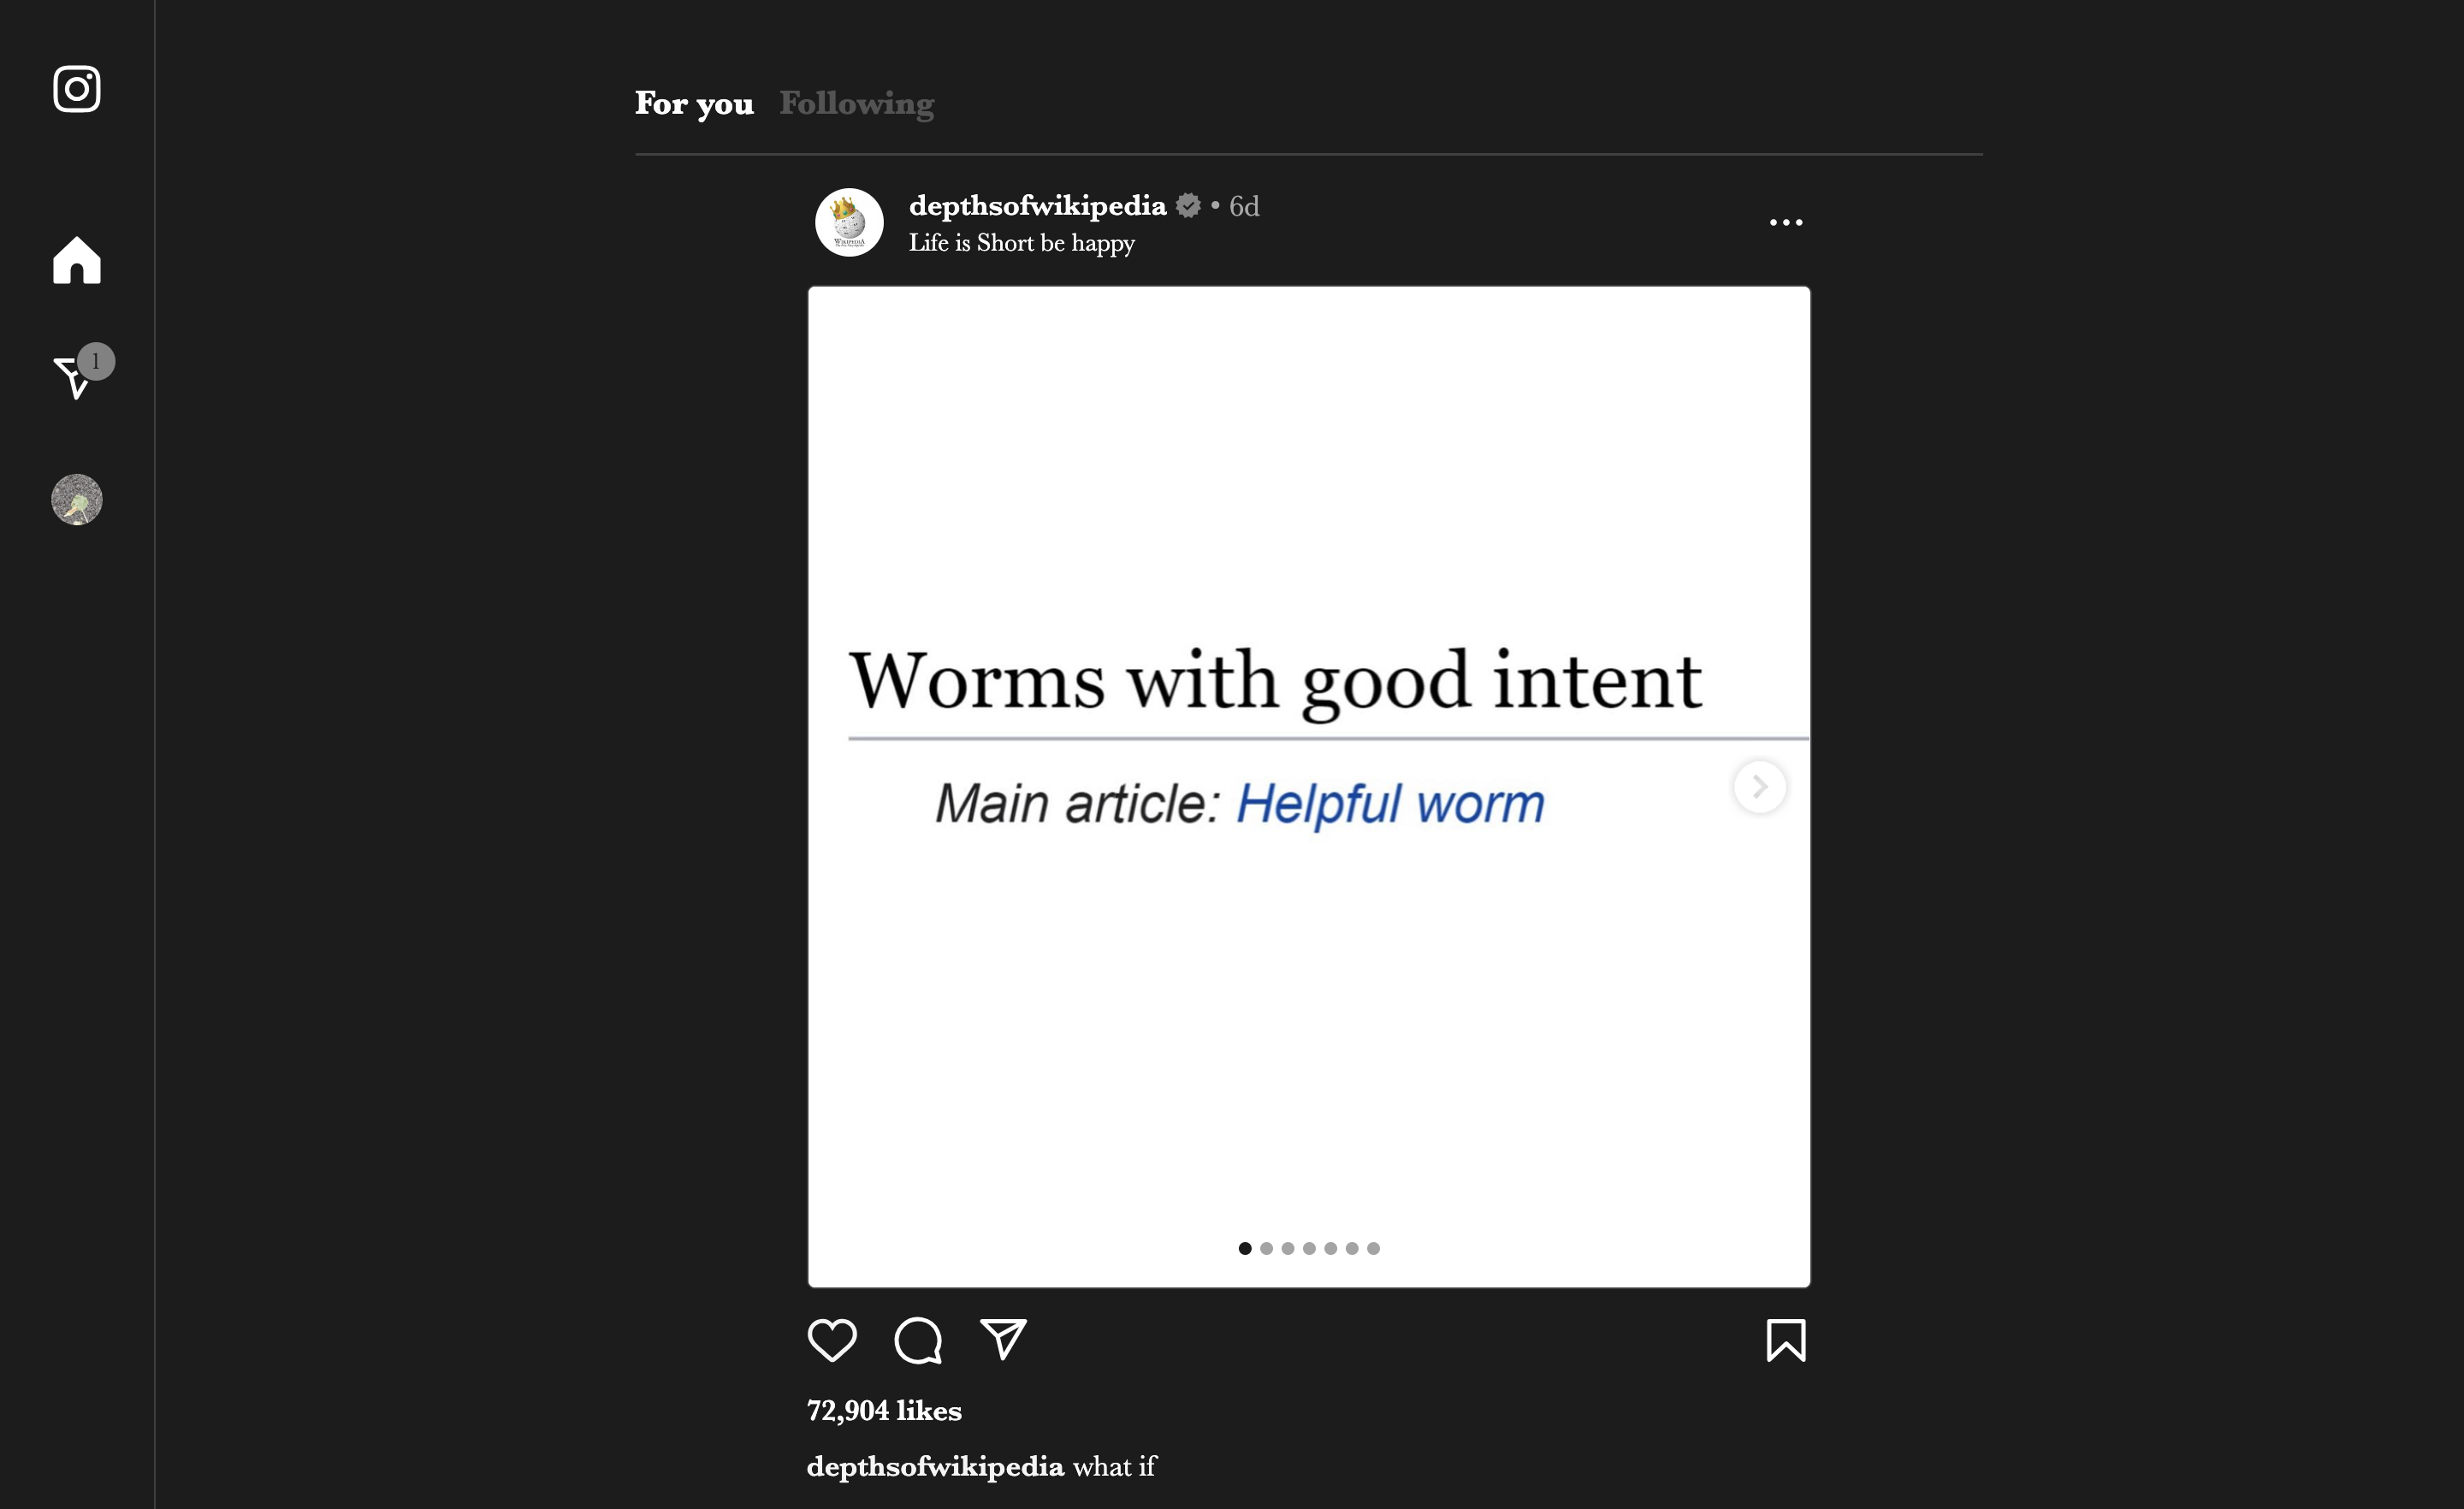 For you Following
depthsofwikipedia • 6d
Life is Short be happy
1
Worms with good intent
Main article: Helpful worm
72,904 likes
depthsofwikipedia what if